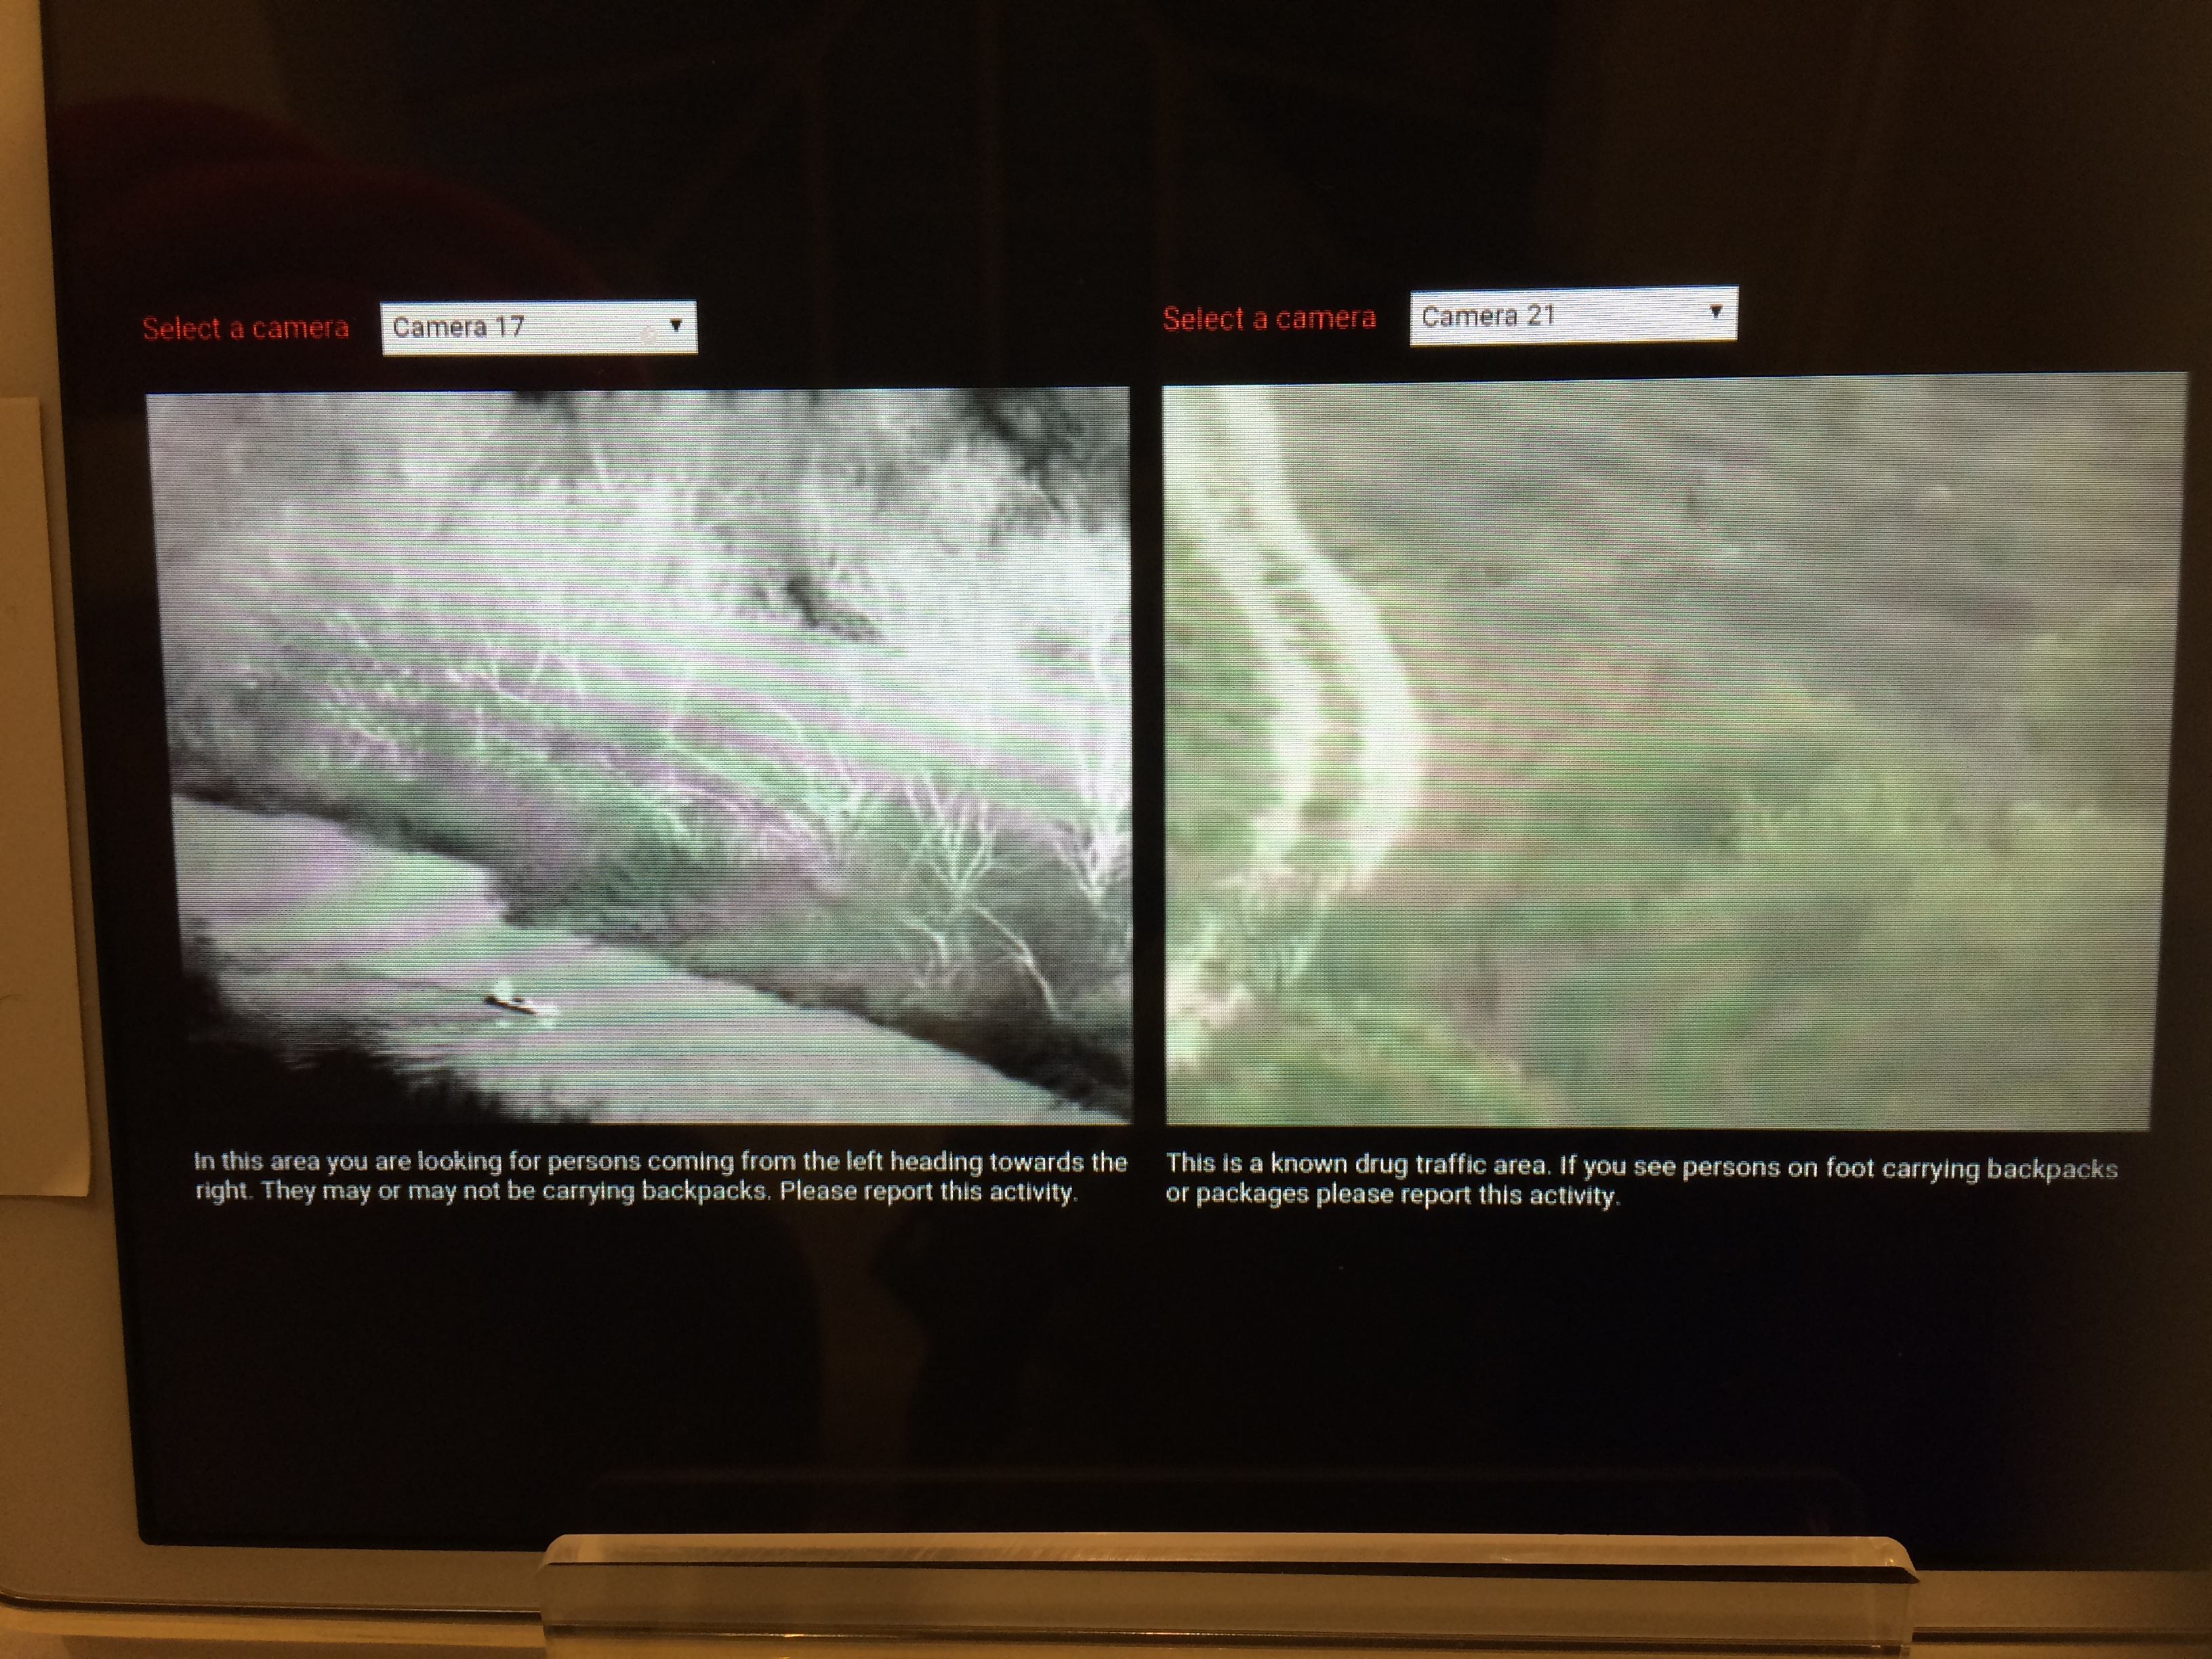 Select a camera
Camera 17
Select a camera
Camera 21
In this area you are looking for persons coming from the left heading towards the
right. They may or may not be carrying backpacks. Please report this activity.
This is a known drug traffic area. If you see persons on foot carrying backpacks
or packages please report this activity.